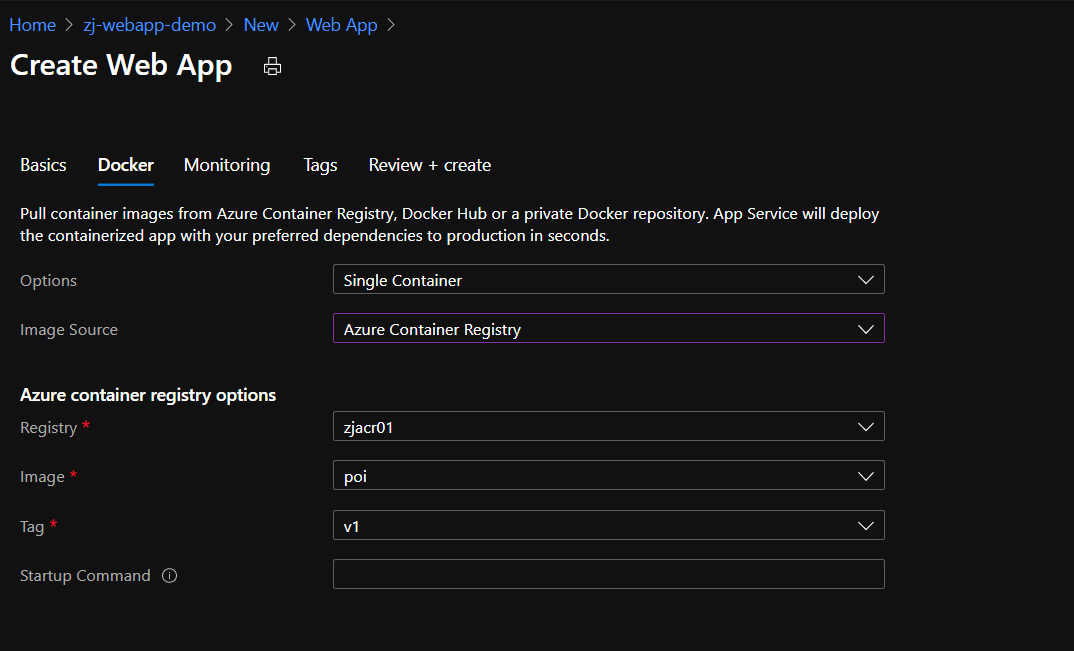 Home > zj-webapp-demo > New > Web App >
Create Web App
Basics Docker Monitoring Tags Review + create
Pull container images from Azure Container Registry, Docker Hub or a private Docker repository. App Service will deploy
the containerized app with your preferred dependencies to production in seconds.
Options Single Container
Image Source Azure Container Registry
Azure container registry options
Registry * zjacr01
Image * poi
Tag * v1
Startup Command